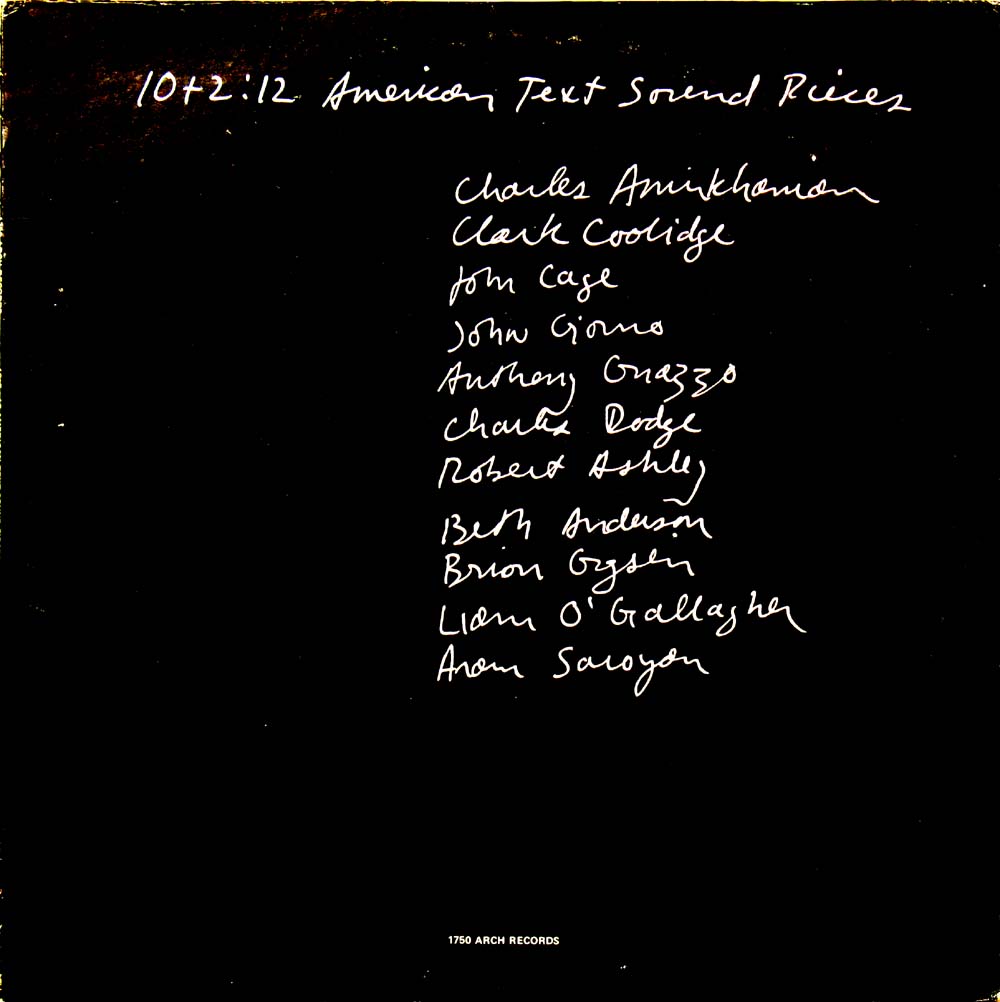 10+2:12 American Text Sound Pieces
Charles Amirkhanian
Clark Coolidge
John Cage
John Giorno
Anthony Gnazzo
Charles Dodge
Robert Ashley
Beth Anderson
Brion Gysin
Liam O'Gallagher
Aram Saroyan
1750 ARCH RECORDS